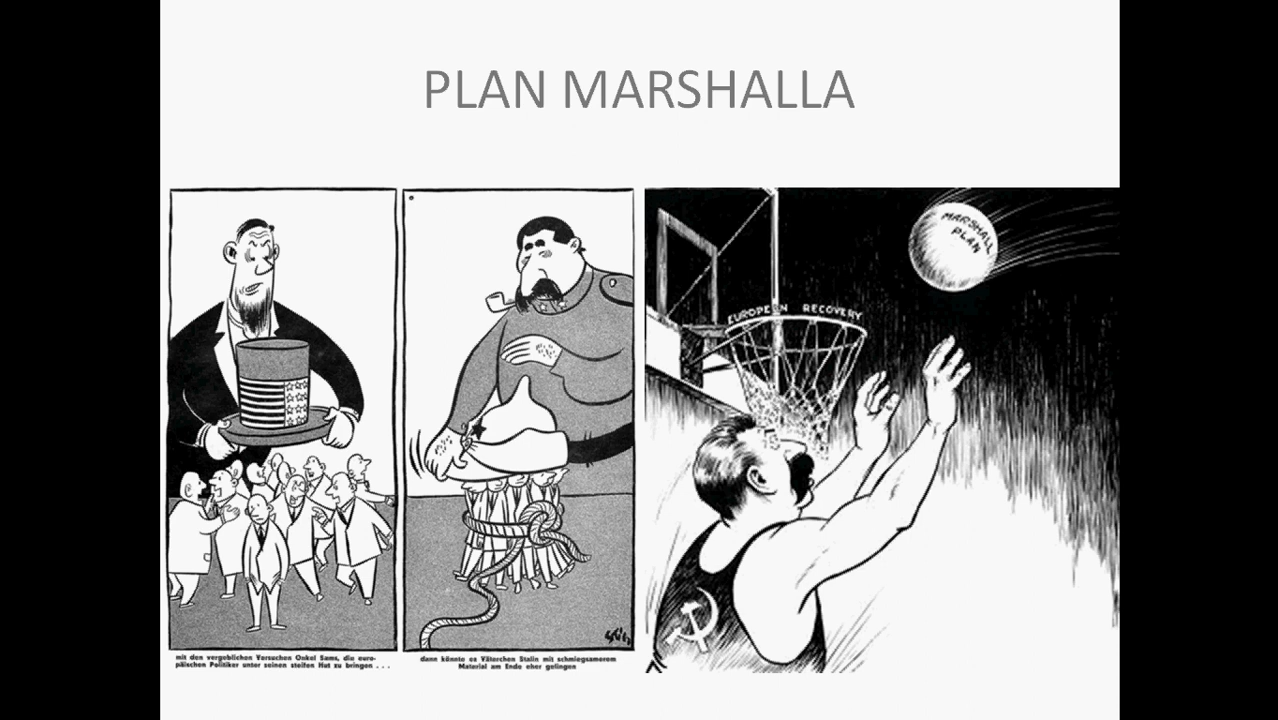 PLAN MARSHALLA
MARSHALL
PLAN
EUROPEAN RECOVERY
mit den vergeblichen Versuchen Onkel Sams, die euro-
päischen Politiker unter seinen steifen Hut zu bringen . . .
dann könnte es Väterchen Stalin mit schmiegsamerem
Material am Ende eher gelingen